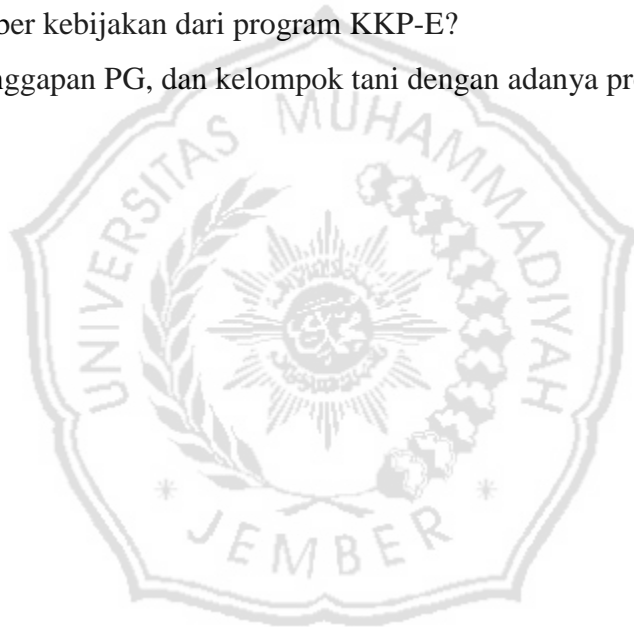 ber kebijakan dari program KKP-E?
nggapan PG, dan kelompok tani dengan adanya pr
UNIVERSITAS MUHAMMADIYAH
* JEMBER *